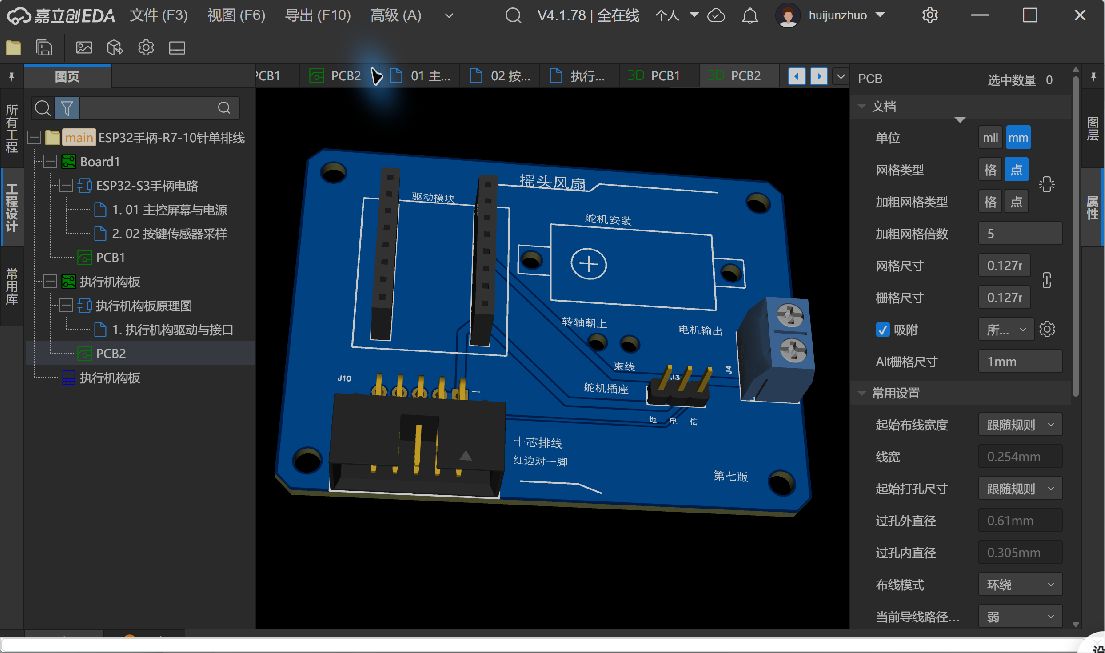 嘉立创EDA 文件 (F3) 视图 (F6) 导出 (F10) 高级 (A) V4.1.78 | 全在线 个人 huijunzhuo
图页
PCB1 PCB2 01 主... 02 按... 执行... 3D PCB1 3D PCB2
所有工程
工程设计
常用库
main ESP32手柄-R7-10针单排线
Board1
ESP32-S3手柄电路
1. 01 主控屏幕与电源
2. 02 按键传感器采样
PCB1
执行机构板
执行机构板原理图
1. 执行机构驱动与接口
PCB2
执行机构板
摇头风扇
驱动模块
舵机安装
转轴朝上
电机输出
束线
舵机插座
J3
J4
J10
地 电 信
十芯排线
红边对一脚
第七版
PCB 选中数量 0
文档
单位 mil mm
网格类型 格 点
加粗网格类型 格 点
加粗网格倍数 5
网格尺寸 0.127r
栅格尺寸 0.127r
吸附 所...
Alt栅格尺寸 1mm
常用设置
起始布线宽度 跟随规则
线宽 0.254mm
起始打孔尺寸 跟随规则
过孔外直径 0.61mm
过孔内直径 0.305mm
布线模式 环绕
当前导线路径... 弱
图层
属性